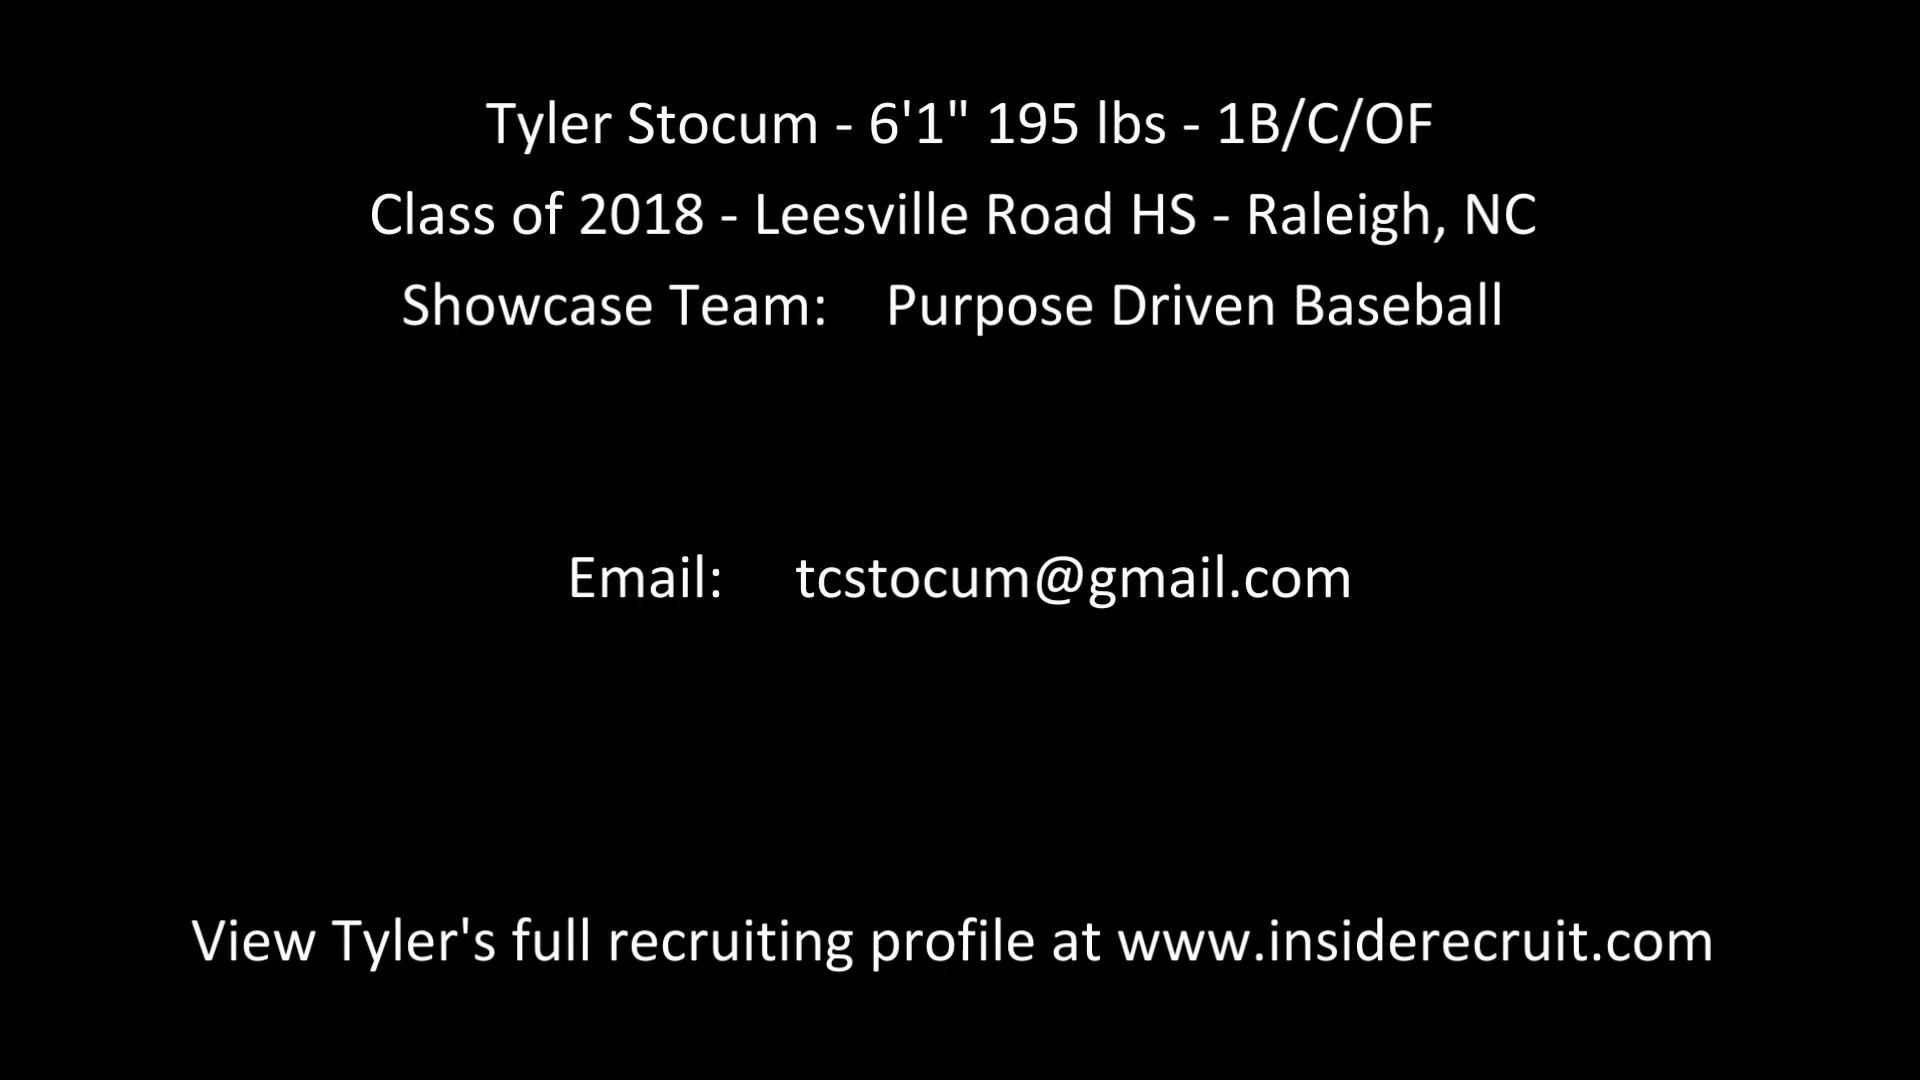 Tyler Stocum - 6'1" 195 lbs - 1B/C/OF
Class of 2018 - Leesville Road HS - Raleigh, NC
Showcase Team: Purpose Driven Baseball
Email: tcstocum@gmail.com
View Tyler's full recruiting profile at www.insiderecruit.com